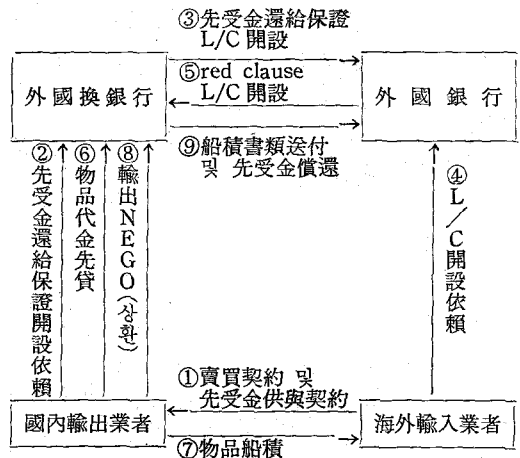 ③先受金還給保證
L/C 開設
⑤red clause
L/C 開設
外國換銀行
外國銀行
⑨船積書類送付
및 先受金償還
②先受金還給保證開設依賴
⑥物品代金先貸
⑧輸出NEGO(상환)
④L/C開設依賴
①賣買契約 및
先受金供與契約
國內輸出業者
海外輸入業者
⑦物品船積